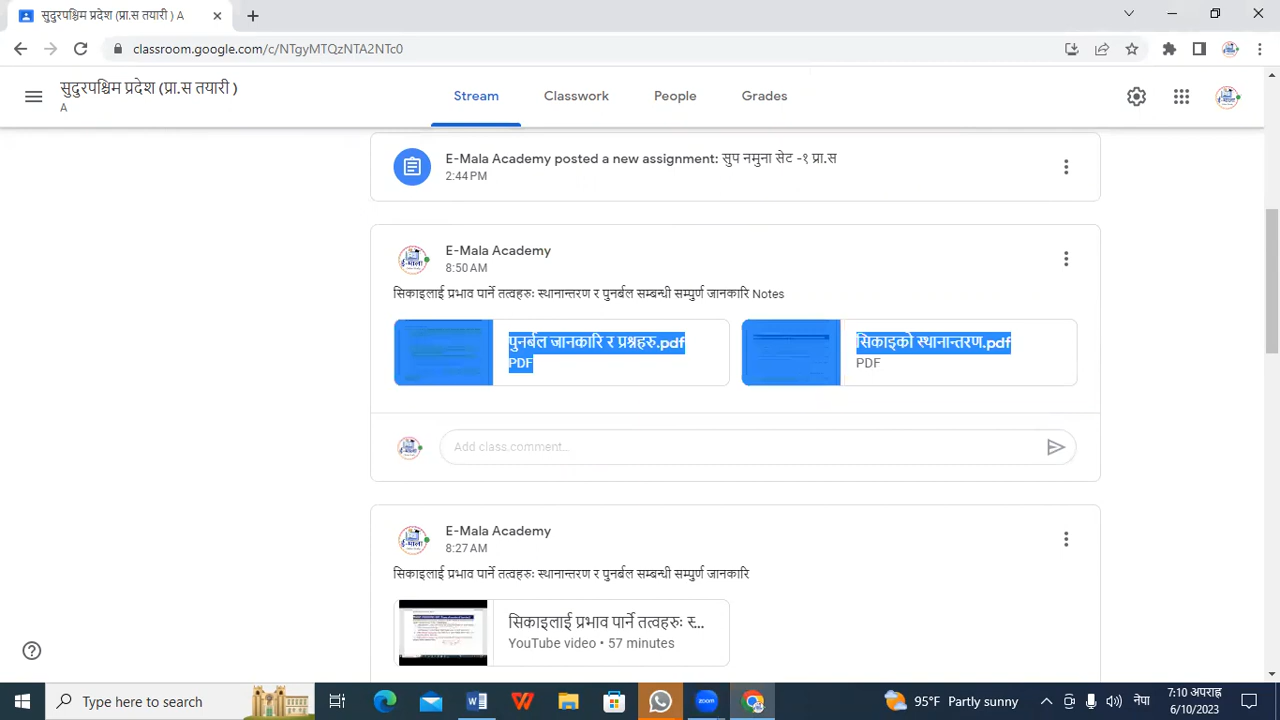 सुदुरपश्चिम प्रदेश (प्रा.स तयारी ) A
classroom.google.com/c/NTgyMTQzNTA2NTc0
सुदुरपश्चिम प्रदेश (प्रा.स तयारी )
A
Stream
Classwork
People
Grades
E-Mala Academy posted a new assignment: सुप नमुना सेट -१ प्रा.स
2:44 PM
E-Mala Academy
8:50 AM
सिकाइलाई प्रभाव पार्ने तत्वहरुः स्थानान्तरण र पुनर्बल सम्बन्धी सम्पुर्ण जानकारि Notes
पुनर्बल जानकारि र प्रश्नहरु.pdf
PDF
सिकाइको स्थानान्तरण.pdf
PDF
Add class comment...
E-Mala Academy
8:27 AM
सिकाइलाई प्रभाव पार्ने तत्वहरुः स्थानान्तरण र पुनर्बल सम्बन्धी सम्पुर्ण जानकारि
सिकाइलाई प्रभाव पार्ने तत्वहरुः स्...
YouTube video • 57 minutes
Type here to search
95°F Partly sunny
नेपा
7:10 अपराह्न
6/10/2023